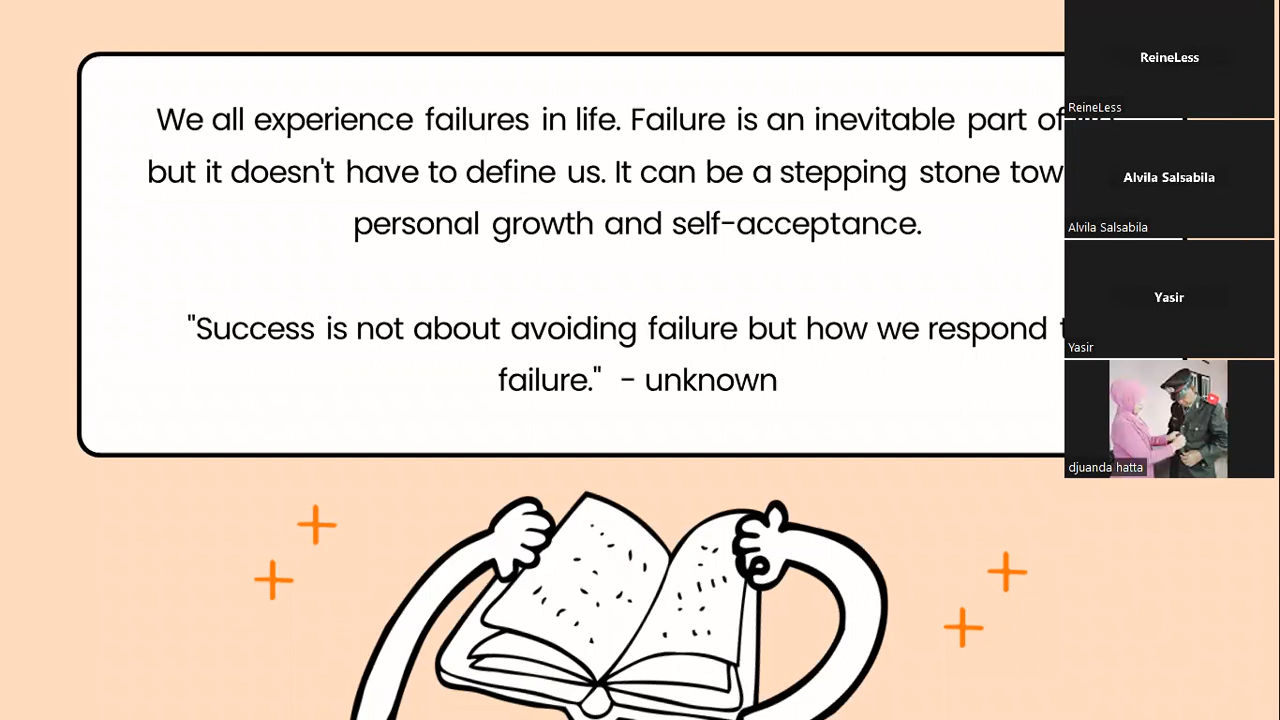 We all experience failures in life. Failure is an inevitable part of
but it doesn't have to define us. It can be a stepping stone tow
personal growth and self-acceptance.
"Success is not about avoiding failure but how we respond
failure." - unknown
ReineLess
ReineLess
Alvila Salsabila
Alvila Salsabila
Yasir
Yasir
djuanda hatta